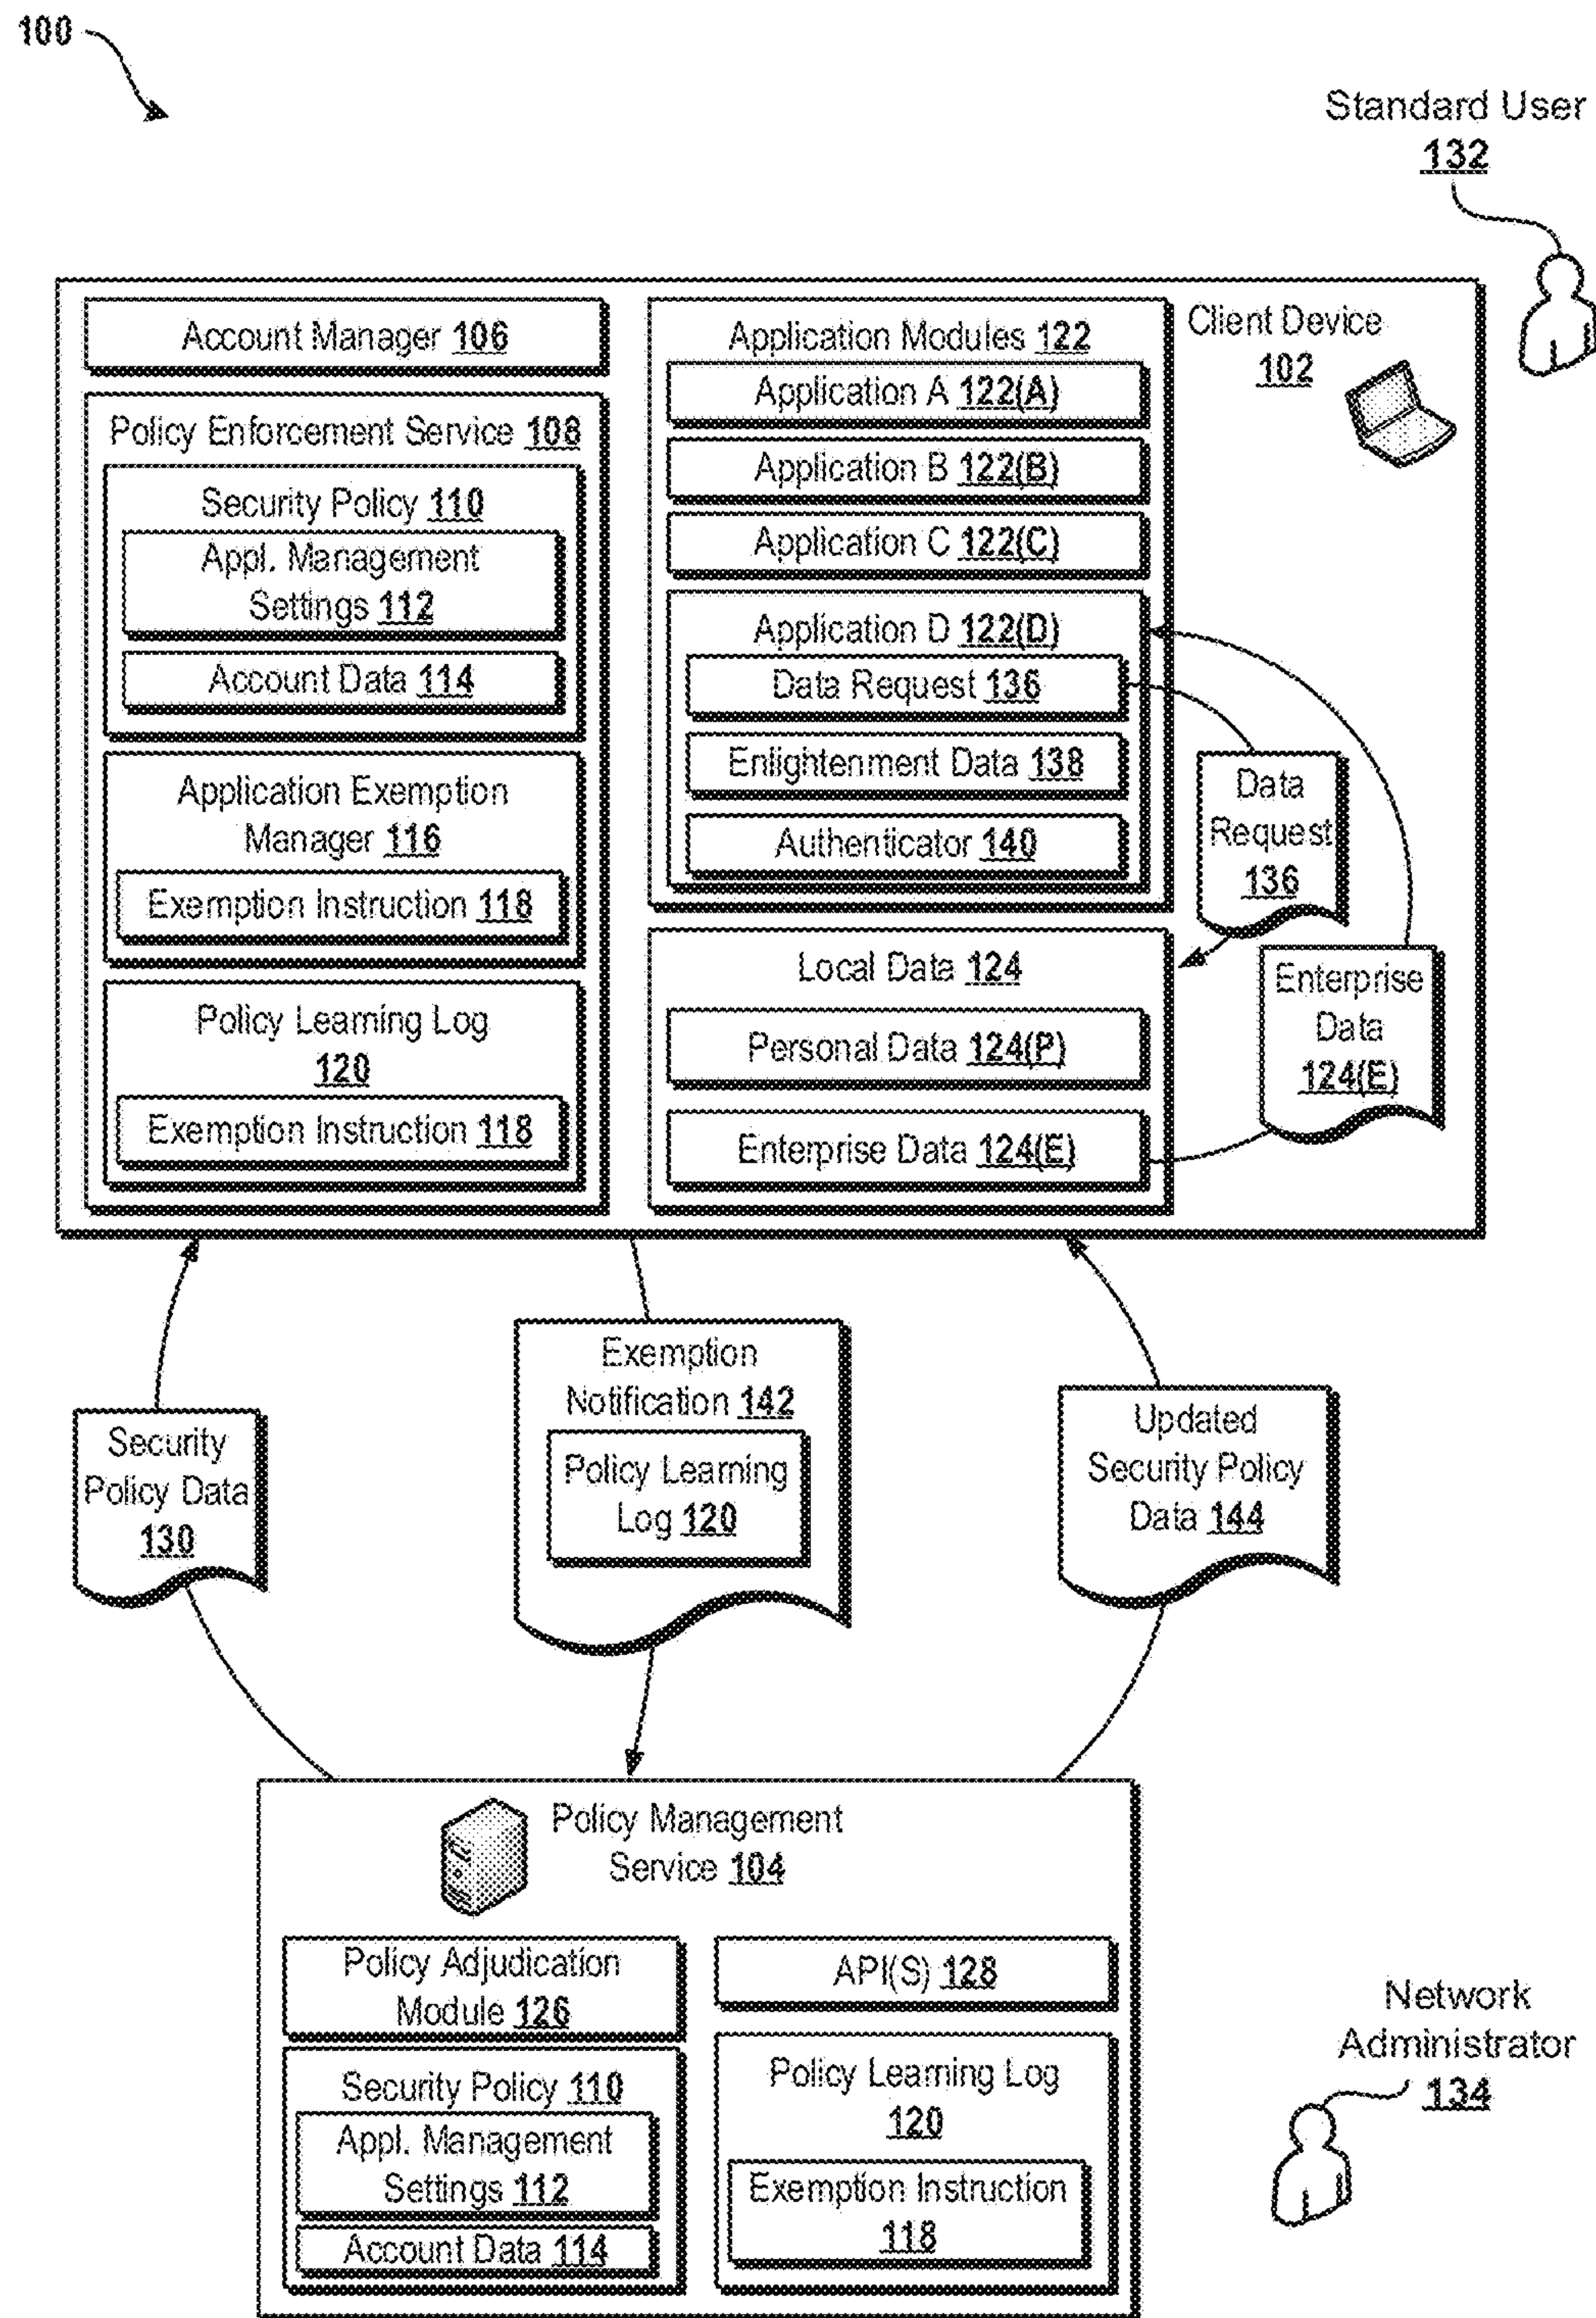 100
Standard User
132
Account Manager 106
Policy Enforcement Service 108
Security Policy 110
Appl. Management
Settings 112
Account Data 114
Application Exemption
Manager 116
Exemption Instruction 118
Policy Learning Log
120
Exemption Instruction 118
Application Modules 122
Application A 122(A)
Application B 122(B)
Application C 122(C)
Application D 122(D)
Data Request 136
Enlightenment Data 138
Authenticator 140
Local Data 124
Personal Data 124(P)
Enterprise Data 124(E)
Client Device
102
Data
Request
136
Enterprise
Data
124(E)
Security
Policy Data
130
Exemption
Notification 142
Policy Learning
Log 120
Updated
Security Policy
Data 144
Policy Management
Service 104
Policy Adjudication
Module 126
Security Policy 110
Appl. Management
Settings 112
Account Data 114
API(S) 128
Policy Learning Log
120
Exemption Instruction
118
Network
Administrator
134